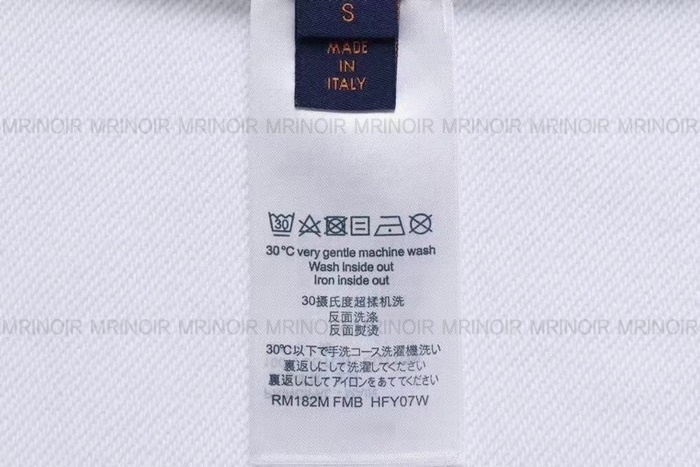 S
MADE
IN
ITALY
MRINOIR MRINOIR MRINOIR MRINOIR MRINOIR MRINOIR MRINOIR MRINOIR
30
30°C very gentle machine wash
Wash Inside out
Iron inside out
30摄氏度超揉机洗
反面洗涤
MRINOIR MRINOIR MRINOIR MRINOIR MRINOIR MRINOIR MRINOIR MRINOIR
反面熨烫
30℃以下で手洗コース洗濯機洗い
裏返しにして洗濯してください
裏返しにしてアイロンをあててください
RM182M FMB HFY07W